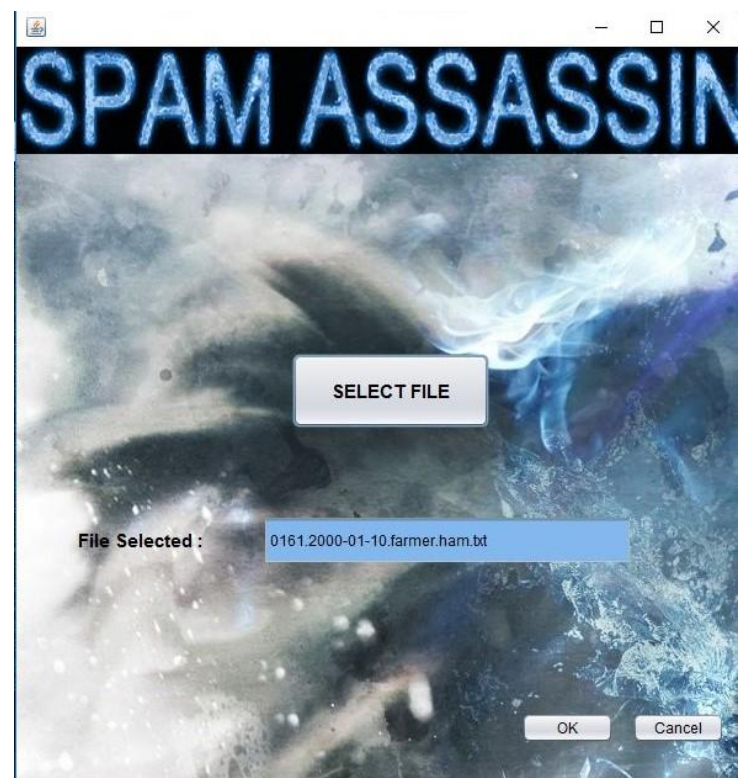 SPAM ASSASSIN
SELECT FILE
File Selected :
0161.2000-01-10.farmer.ham.txt
OK
Cancel